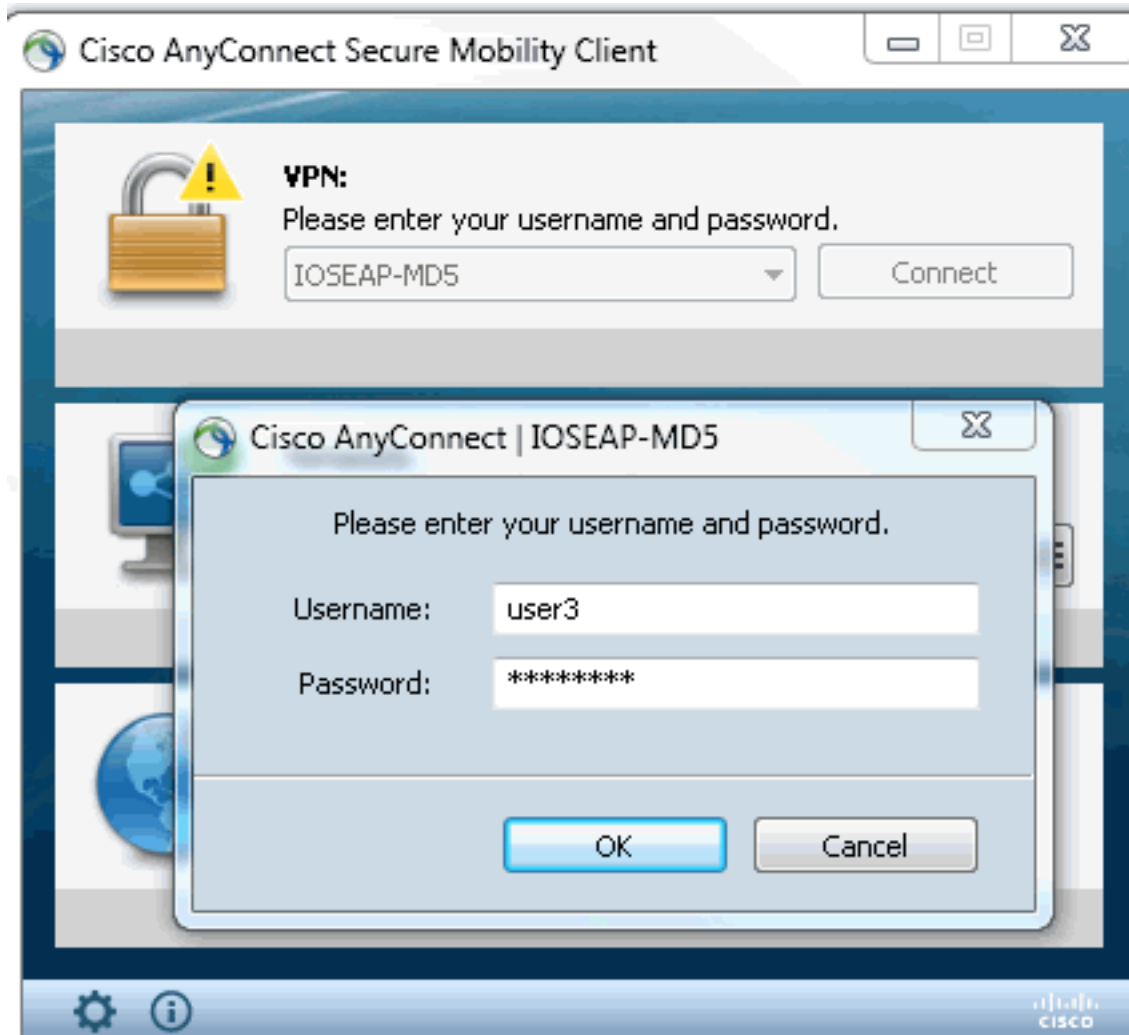 Cisco AnyConnect Secure Mobility Client
VPN:
Please enter your username and password.
IOSEAP-MD5
Connect
Cisco AnyConnect | IOSEAP-MD5
Please enter your username and password.
Username:
user3
Password:
********
OK
Cancel
CISCO